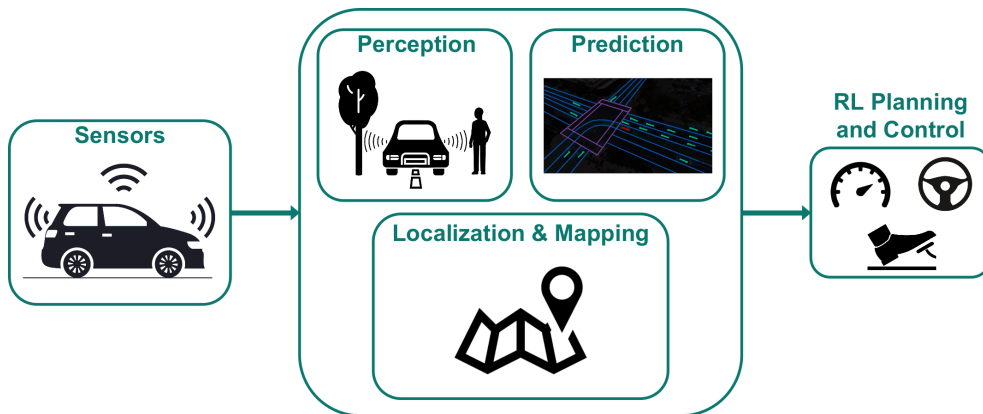 Sensors
Perception
Prediction
Localization & Mapping
RL Planning
and Control